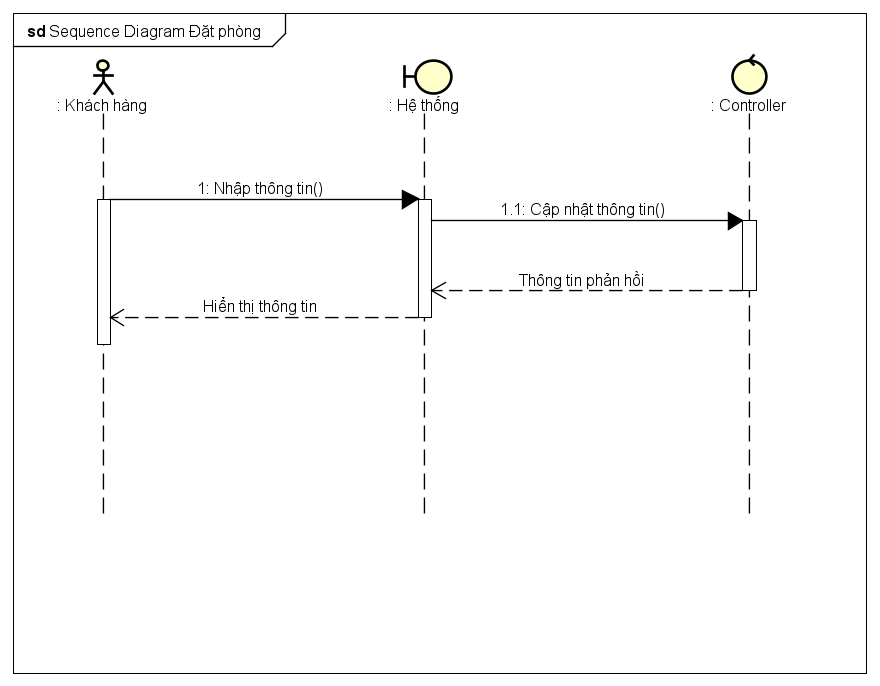 sd Sequence Diagram Đặt phòng
: Khách hàng
: Hệ thống
: Controller
1: Nhập thông tin()
1.1: Cập nhật thông tin()
Thông tin phản hồi
Hiển thị thông tin